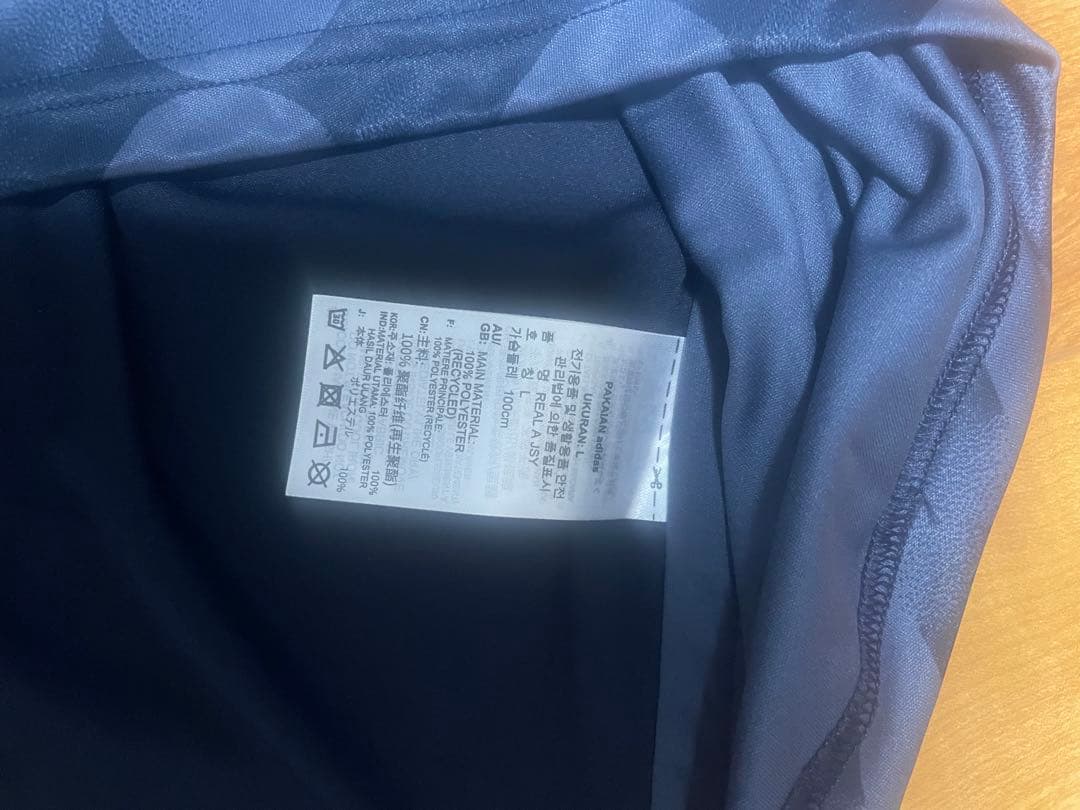 PAKAIAN adidas
UKURAN: L
전기용품 및 생활용품 안전
관리법에 의한 품질표시
품 명 REAL A JSY
호 칭 L
가슴둘레 100cm
AU/
GB: MAIN MATERIAL:
100% POLYESTER
(RECYCLED)
F: MATERE PRINCIPALE:
100% POLYESTER (RECYCLE)
CN: 主料:
100% 聚酯纤维(再生聚酯)
KOR:주소재:폴리에스터 100%
IND:MATERIAL UTAMA 100% POLYESTER
HASIL DAUR ULANG
J: 本体 ポリエステル 100%
30